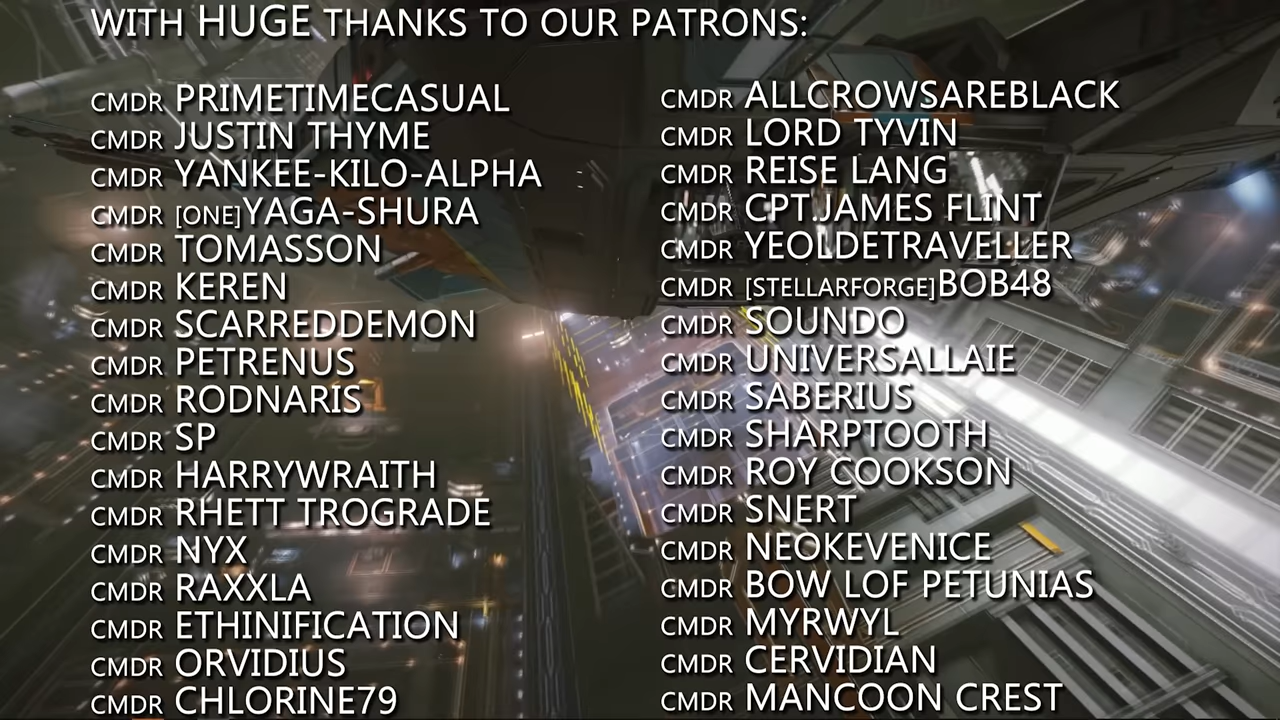 WITH HUGE THANKS TO OUR PATRONS:
CMDR PRIMETIMECASUAL
CMDR JUSTIN THYME
CMDR YANKEE-KILO-ALPHA
CMDR [ONE]YAGA-SHURA
CMDR TOMASSON
CMDR KEREN
CMDR SCARREDDEMON
CMDR PETRENUS
CMDR RODNARIS
CMDR SP
CMDR HARRYWRAITH
CMDR RHETT TROGRADE
CMDR NYX
CMDR RAXXLA
CMDR ETHINIFICATION
CMDR ORVIDIUS
CMDR CHLORINE79
CMDR ALLCROWSAREBLACK
CMDR LORD TYVIN
CMDR REISE LANG
CMDR CPT.JAMES FLINT
CMDR YEOLDETRAVELLER
CMDR [STELLARFORGE]BOB48
CMDR SOUNDO
CMDR UNIVERSALLAIE
CMDR SABERIUS
CMDR SHARPTOOTH
CMDR ROY COOKSON
CMDR SNERT
CMDR NEOKEVENICE
CMDR BOW LOF PETUNIAS
CMDR MYRWYL
CMDR CERVIDIAN
CMDR MANCOON CREST